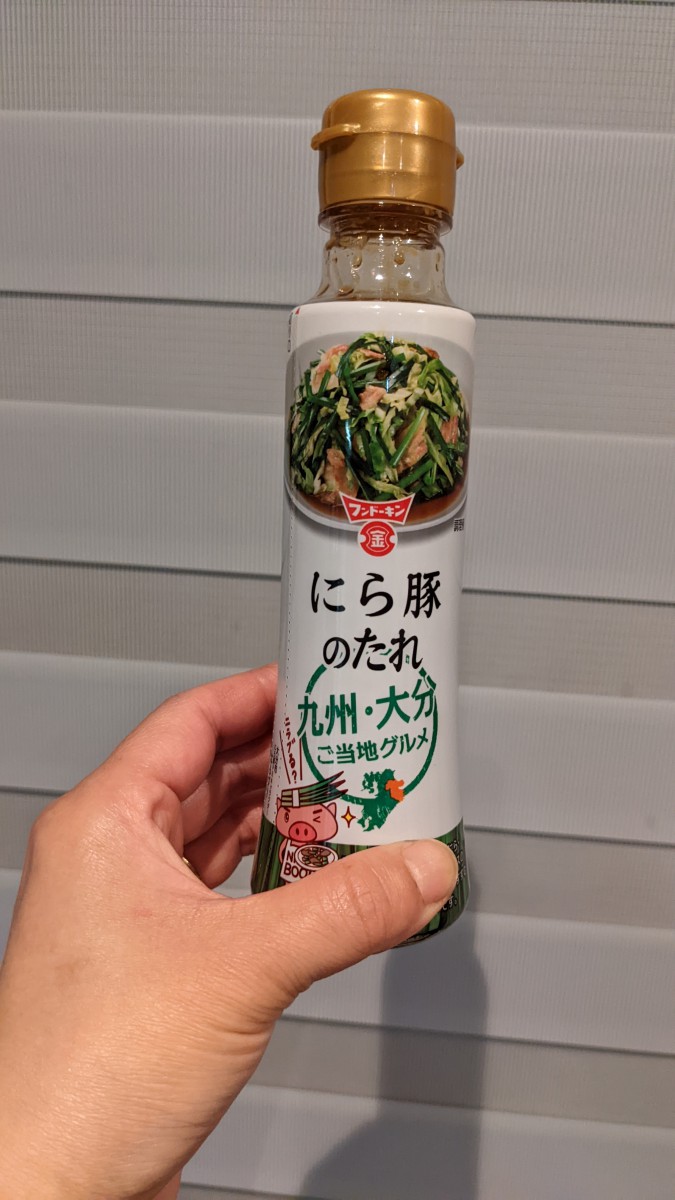 フンドーキン
金
にら豚
のたれ
九州・大分
ご当地グルメ